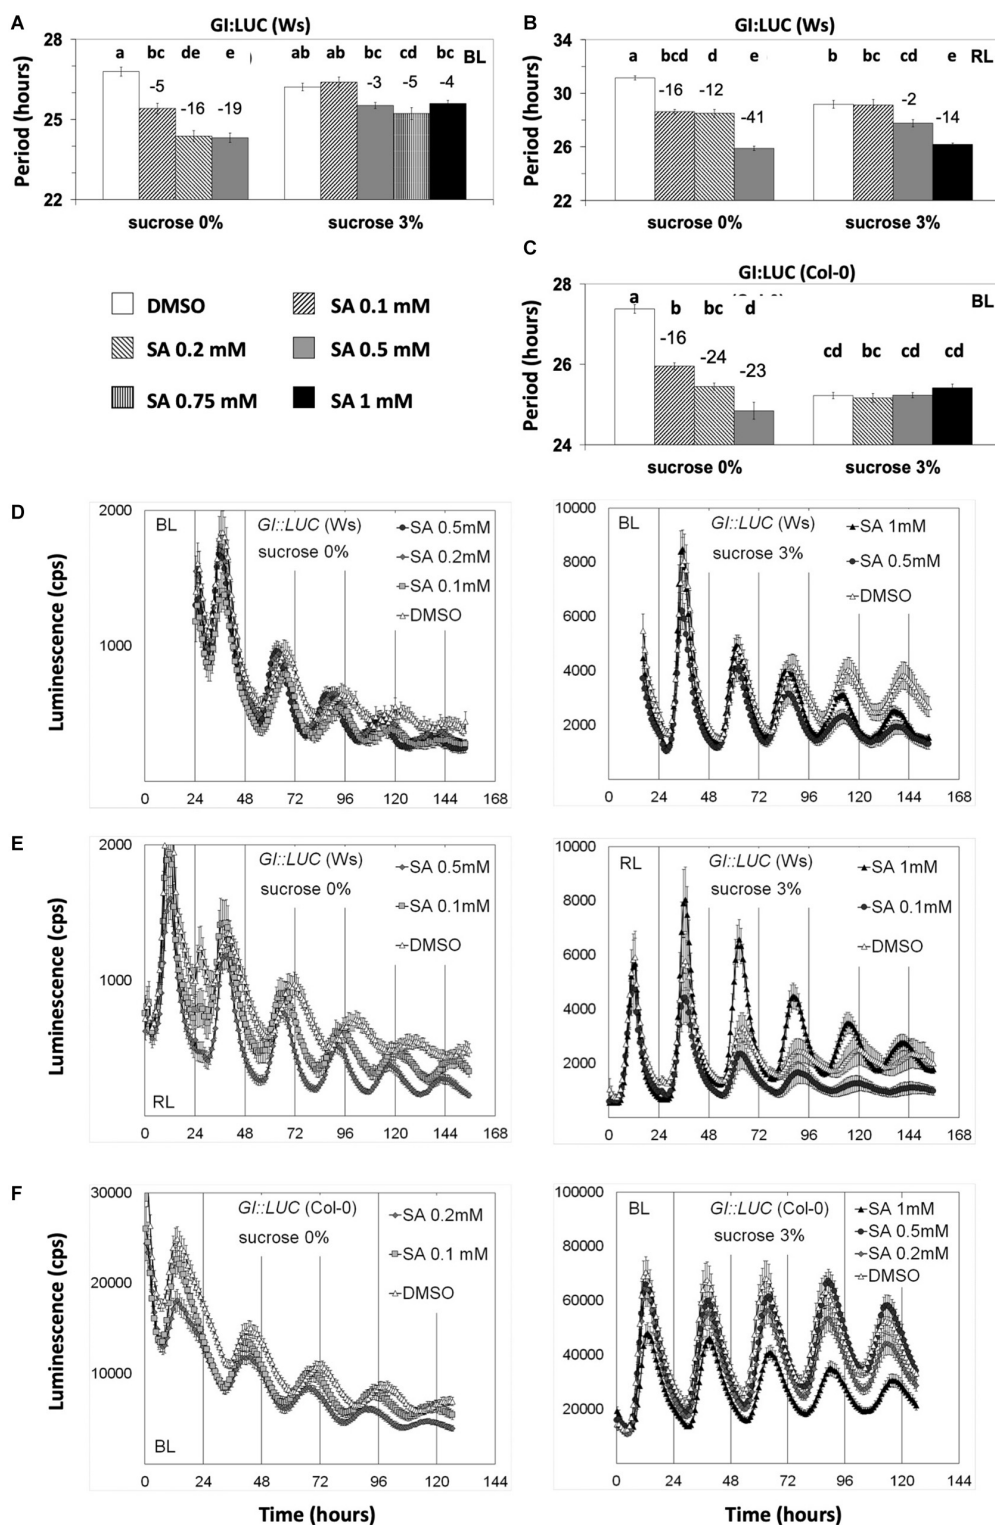 A
GI:LUC (Ws)
28
a bc de e ab ab bc cd bc BL
-5 -16 -19 -3 -5 -4
25
22
Period (hours)
sucrose 0% sucrose 3%
B
GI:LUC (Ws)
34
a bcd d e b bc cd e RL
-16 -12 -41 -2 -14
30
26
22
Period (hours)
sucrose 0% sucrose 3%
DMSO SA 0.1 mM
SA 0.2 mM SA 0.5 mM
SA 0.75 mM SA 1 mM
C
GI:LUC (Col-0)
28
a b bc d cd bc cd cd BL
-16 -24 -23
26
24
Period (hours)
sucrose 0% sucrose 3%
D
2000
1000
Luminescence (cps)
BL
GI::LUC (Ws)
sucrose 0%
SA 0.5mM
SA 0.2mM
SA 0.1mM
DMSO
0 24 48 72 96 120 144 168
10000
8000
6000
4000
2000
0
BL
GI::LUC (Ws)
sucrose 3%
SA 1mM
SA 0.5mM
DMSO
0 24 48 72 96 120 144 168
E
2000
1000
Luminescence (cps)
GI::LUC (Ws)
sucrose 0%
SA 0.5mM
SA 0.1mM
DMSO
RL
0 24 48 72 96 120 144 168
10000
8000
6000
4000
2000
0
RL
GI::LUC (Ws)
sucrose 3%
SA 1mM
SA 0.1mM
DMSO
0 24 48 72 96 120 144 168
F
30000
20000
10000
0
Luminescence (cps)
GI::LUC (Col-0)
sucrose 0%
SA 0.2mM
SA 0.1 mM
DMSO
BL
0 24 48 72 96 120 144
Time (hours)
100000
80000
60000
40000
20000
0
BL
GI::LUC (Col-0)
sucrose 3%
SA 1mM
SA 0.5mM
SA 0.2mM
DMSO
0 24 48 72 96 120 144
Time (hours)